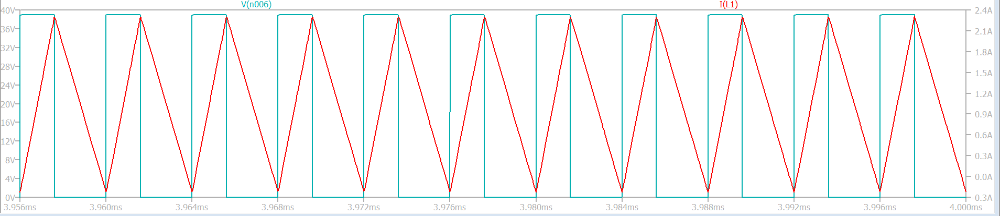 V(n006) I(L1)
40V 2.4A
36V 2.1A
32V 1.8A
28V 1.5A
24V 1.2A
20V 0.9A
16V 0.6A
12V 0.3A
8V 0.0A
4V -0.3A
0V
3.956ms 3.960ms 3.964ms 3.968ms 3.972ms 3.976ms 3.980ms 3.984ms 3.988ms 3.992ms 3.996ms 4.000ms